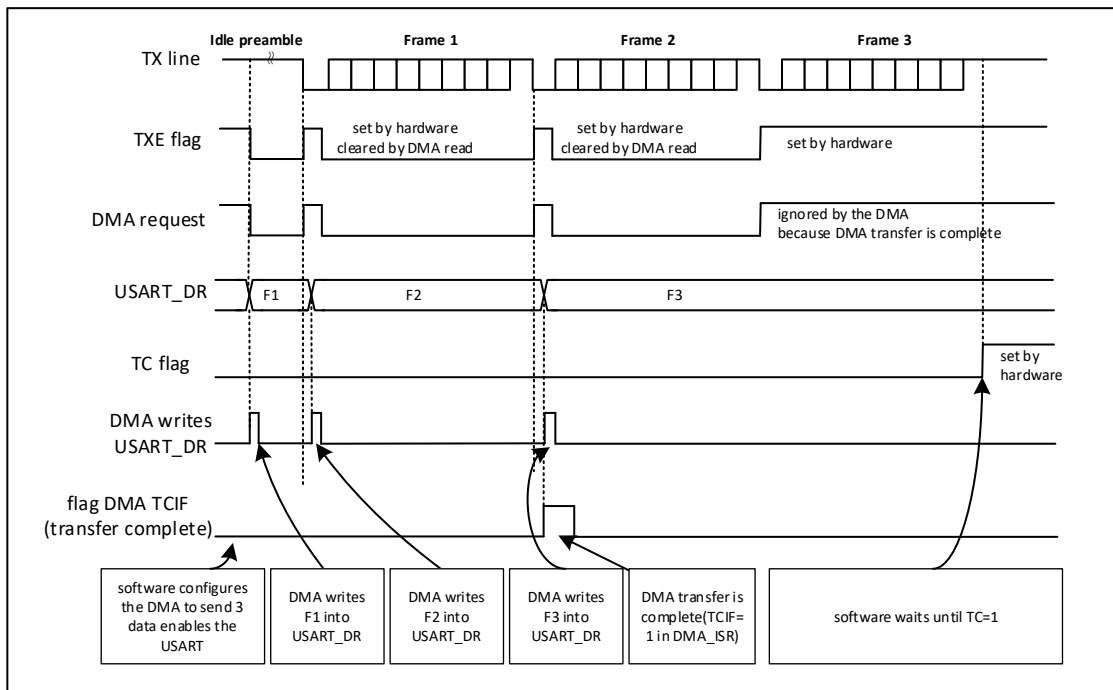 Idle preamble
Frame 1
Frame 2
Frame 3
TX line
TXE flag
set by hardware
cleared by DMA read
set by hardware
cleared by DMA read
set by hardware
DMA request
ignored by the DMA
because DMA transfer is complete
USART_DR
F1
F2
F3
TC flag
set by
hardware
DMA writes
USART_DR
flag DMA TCIF
(transfer complete)
software configures
the DMA to send 3
data enables the
USART
DMA writes
F1 into
USART_DR
DMA writes
F2 into
USART_DR
DMA writes
F3 into
USART_DR
DMA transfer is
complete(TCIF=
1 in DMA_ISR)
software waits until TC=1